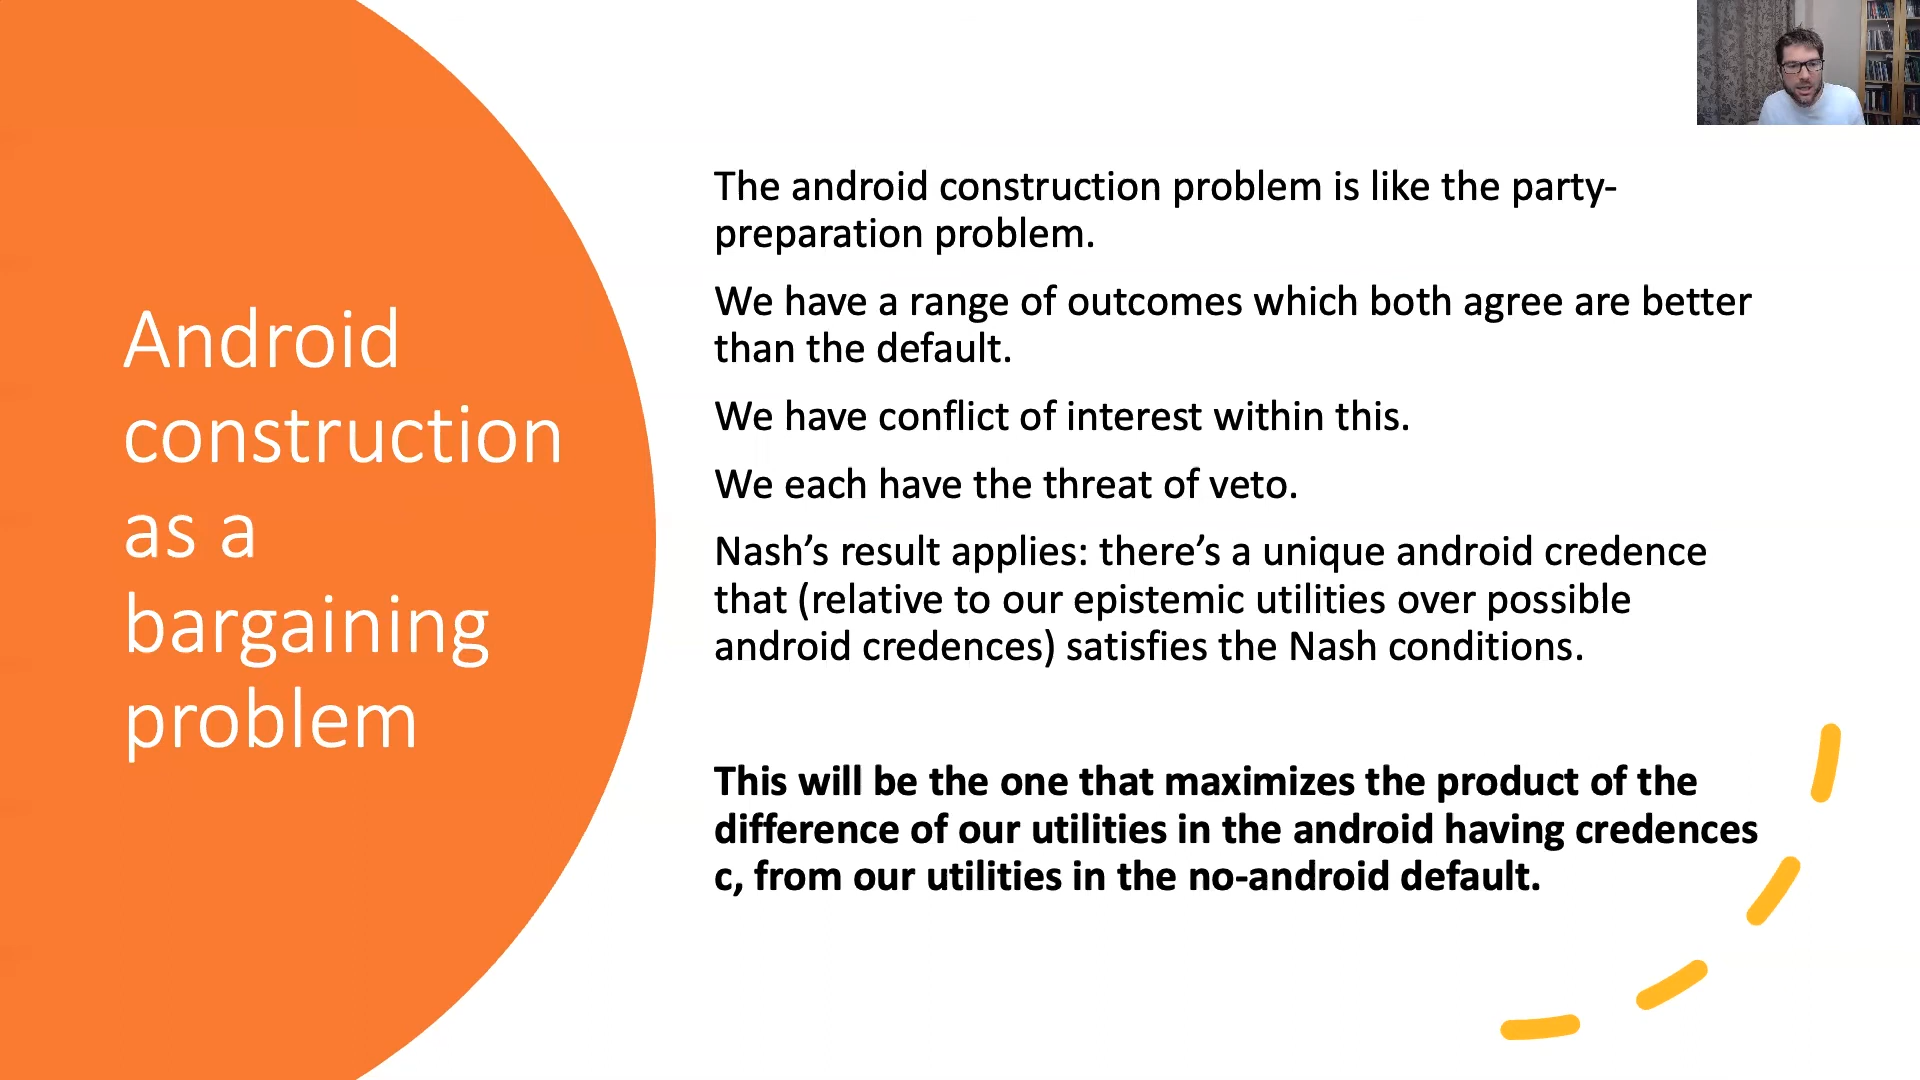 Android
construction
as a
bargaining
problem
The android construction problem is like the party-
preparation problem.
We have a range of outcomes which both agree are better
than the default.
We have conflict of interest within this.
We each have the threat of veto.
Nash’s result applies: there’s a unique android credence
that (relative to our epistemic utilities over possible
android credences) satisfies the Nash conditions.
This will be the one that maximizes the product of the
difference of our utilities in the android having credences
c, from our utilities in the no-android default.